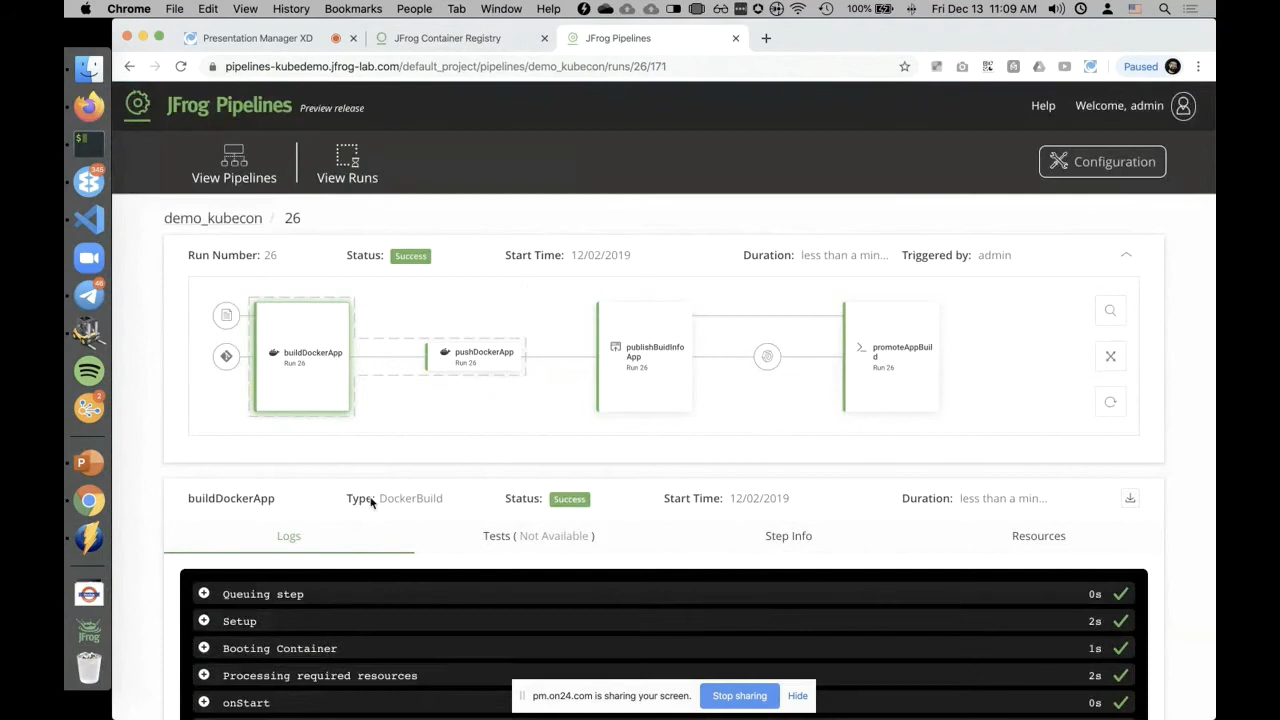 Chrome File Edit View History Bookmarks People Tab Window Help 100% Fri Dec 13 11:09 AM
Presentation Manager XD JFrog Container Registry JFrog Pipelines
pipelines-kubedemo.jfrog-lab.com/default_project/pipelines/demo_kubecon/runs/26/171 Paused
JFrog Pipelines Preview release Help Welcome, admin
View Pipelines View Runs Configuration
demo_kubecon / 26
Run Number: 26 Status: Success Start Time: 12/02/2019 Duration: less than a min... Triggered by: admin
buildDockerApp
Run 26
pushDockerApp
Run 26
publishBuidInfo
App
Run 26
promoteAppBuil
d
Run 26
buildDockerApp Type: DockerBuild Status: Success Start Time: 12/02/2019 Duration: less than a min...
Logs Tests ( Not Available ) Step Info Resources
Queuing step 0s
Setup 2s
Booting Container 1s
Processing required resources 2s
onStart 0s
pm.on24.com is sharing your screen. Stop sharing Hide
345
46
2
JFrog